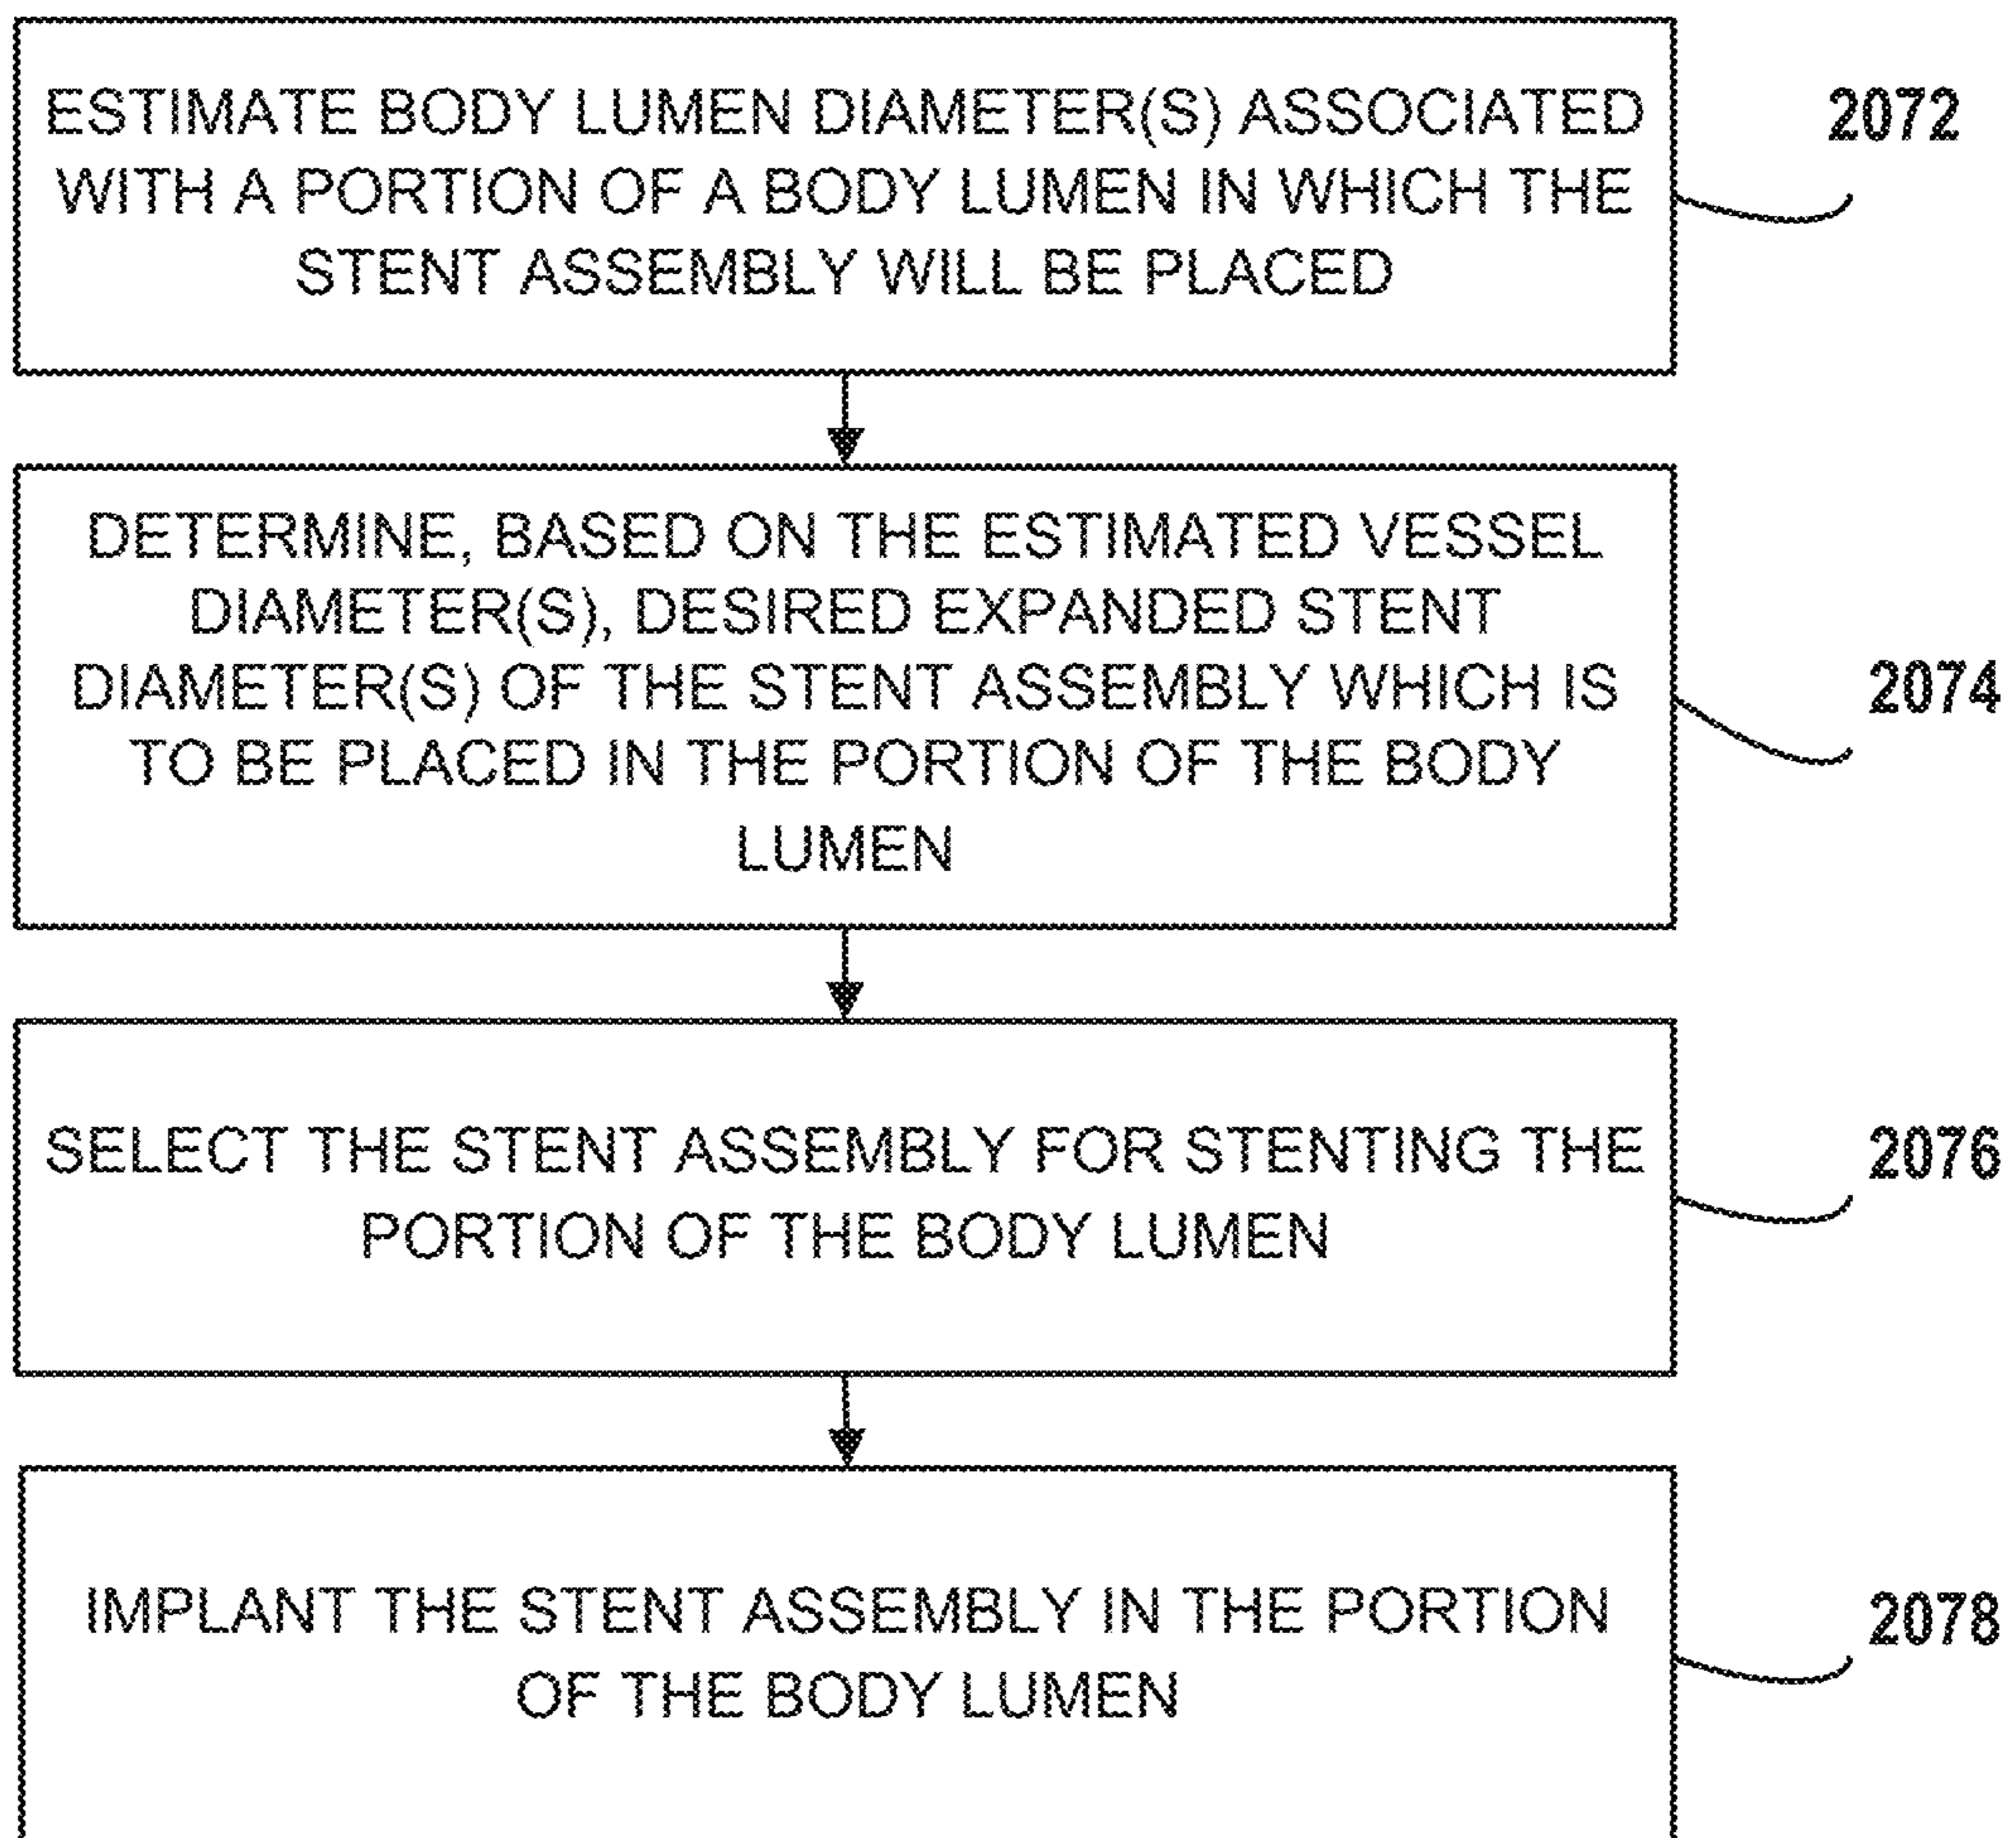 ESTIMATE BODY LUMEN DIAMETER(S) ASSOCIATED
WITH A PORTION OF A BODY LUMEN IN WHICH THE
STENT ASSEMBLY WILL BE PLACED
2072
DETERMINE, BASED ON THE ESTIMATED VESSEL
DIAMETER(S), DESIRED EXPANDED STENT
DIAMETER(S) OF THE STENT ASSEMBLY WHICH IS
TO BE PLACED IN THE PORTION OF THE BODY
LUMEN
2074
SELECT THE STENT ASSEMBLY FOR STENTING THE
PORTION OF THE BODY LUMEN
2076
IMPLANT THE STENT ASSEMBLY IN THE PORTION
OF THE BODY LUMEN
2078